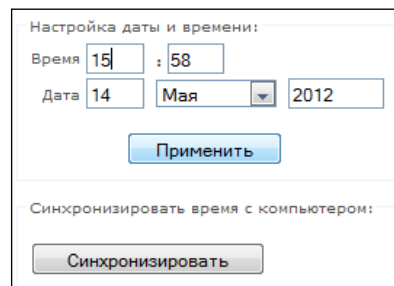 Настройка даты и времени:
Время 15 : 58
Дата 14 Мая 2012
Применить
Синхронизировать время с компьютером:
Синхронизировать